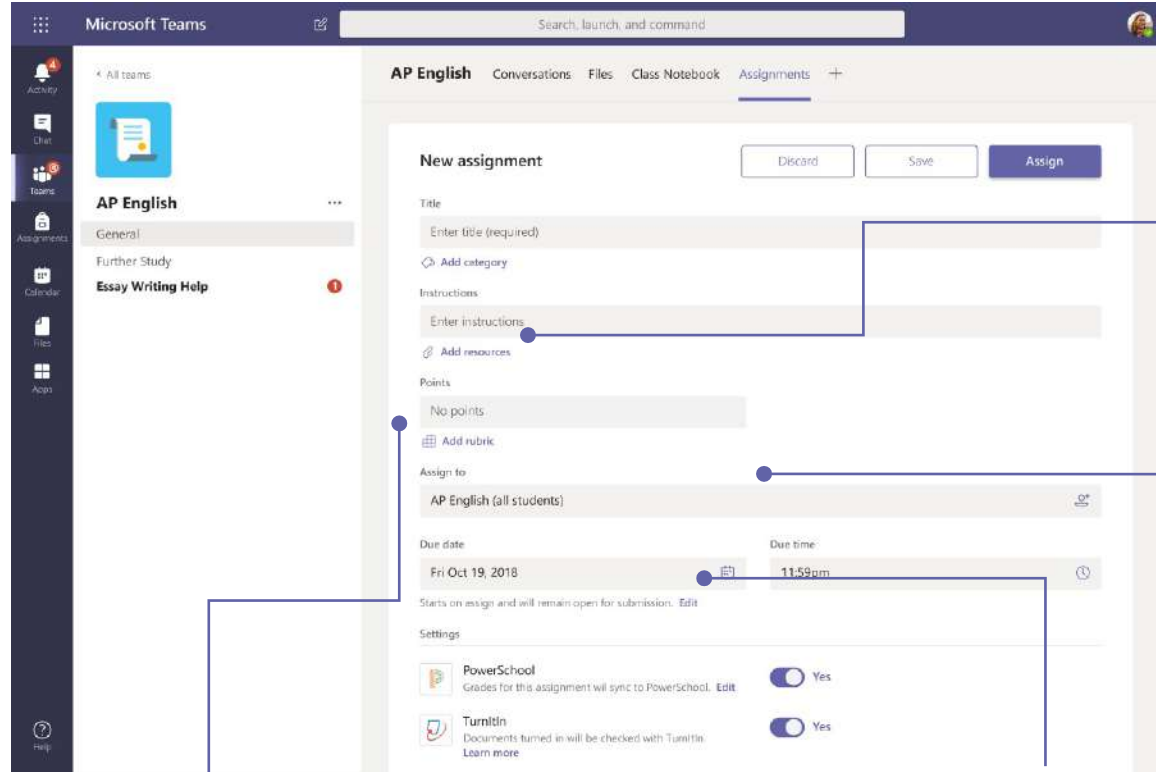 Microsoft Teams
Search, launch, and command
4
Activity
Chat
8
Teams
Assignments
Calendar
Files
Apps
Help
< All teams
AP English
...
General
Further Study
Essay Writing Help
1
AP English Conversations Files Class Notebook Assignments +
New assignment
Discard
Save
Assign
Title
Enter title (required)
Add category
Instructions
Enter instructions
Add resources
Points
No points
Add rubric
Assign to
AP English (all students)
Due date
Due time
Fri Oct 19, 2018
11:59pm
Starts on assign and will remain open for submission. Edit
Settings
PowerSchool
Grades for this assignment wil sync to PowerSchool. Edit
Yes
TurnItIn
Documents turned in will be checked with TurnItIn.
Learn more
Yes